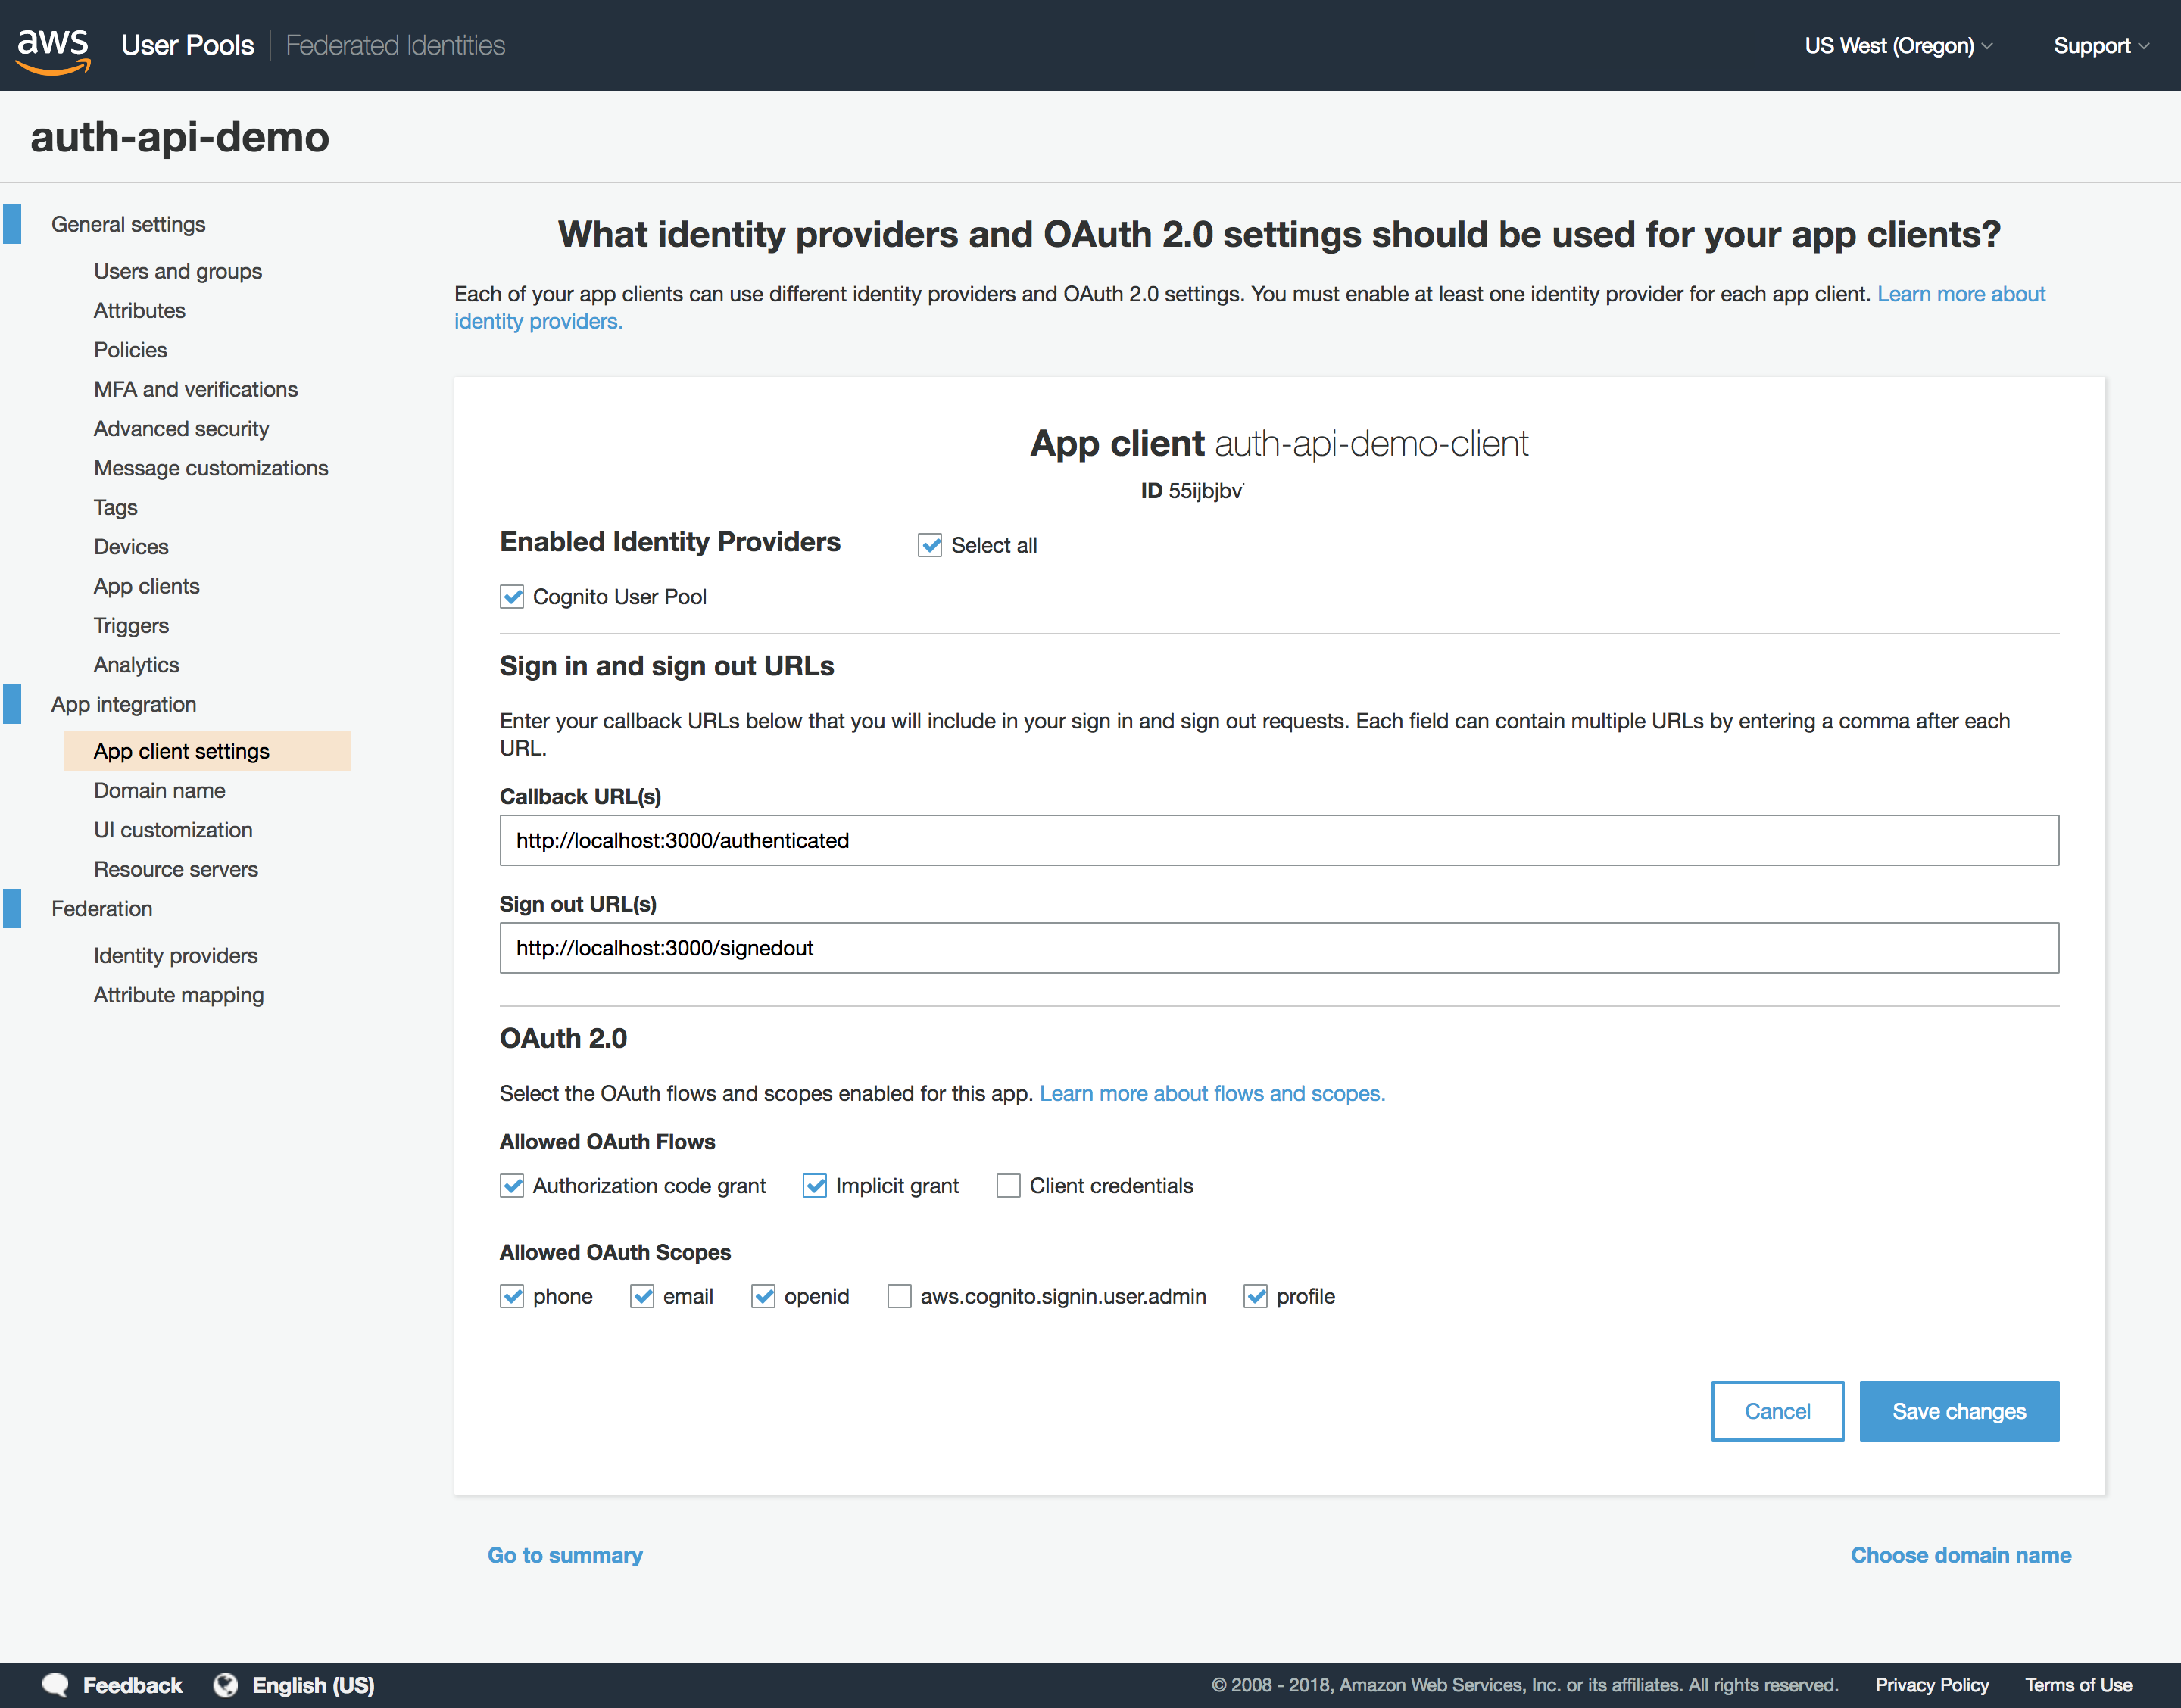 aws User Pools Federated Identities US West (Oregon) Support
auth-api-demo
General settings
Users and groups
Attributes
Policies
MFA and verifications
Advanced security
Message customizations
Tags
Devices
App clients
Triggers
Analytics
App integration
App client settings
Domain name
UI customization
Resource servers
Federation
Identity providers
Attribute mapping
What identity providers and OAuth 2.0 settings should be used for your app clients?
Each of your app clients can use different identity providers and OAuth 2.0 settings. You must enable at least one identity provider for each app client. Learn more about
identity providers.
App client auth-api-demo-client
ID 55ijbjbv
Enabled Identity Providers Select all
Cognito User Pool
Sign in and sign out URLs
Enter your callback URLs below that you will include in your sign in and sign out requests. Each field can contain multiple URLs by entering a comma after each
URL.
Callback URL(s)
http://localhost:3000/authenticated
Sign out URL(s)
http://localhost:3000/signedout
OAuth 2.0
Select the OAuth flows and scopes enabled for this app. Learn more about flows and scopes.
Allowed OAuth Flows
Authorization code grant Implicit grant Client credentials
Allowed OAuth Scopes
phone email openid aws.cognito.signin.user.admin profile
Cancel Save changes
Go to summary Choose domain name
Feedback English (US) © 2008 - 2018, Amazon Web Services, Inc. or its affiliates. All rights reserved. Privacy Policy Terms of Use